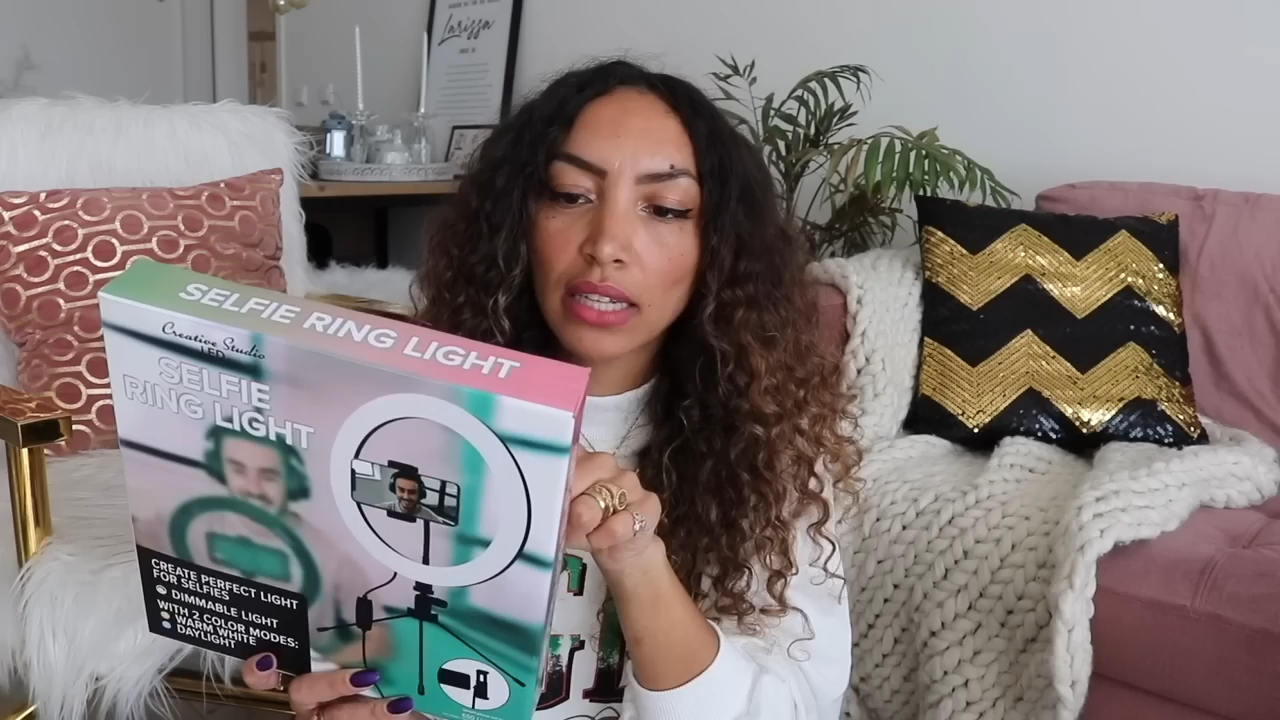 Larissa
SELFIE RING LIGHT
Creative Studio
LED
SELFIE
RING LIGHT
CREATE PERFECT LIGHT
FOR SELFIES
DIMMABLE LIGHT
WITH 2 COLOR MODES:
WARM WHITE
DAYLIGHT